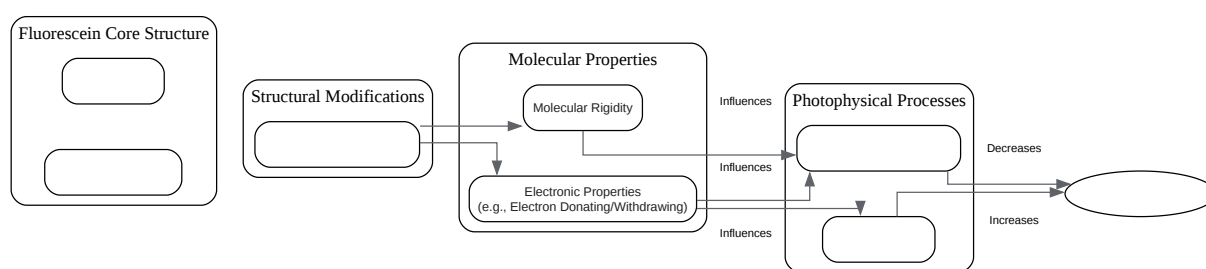 Fluorescein Core Structure
Structural Modifications
Molecular Properties
Molecular Rigidity
Electronic Properties
(e.g., Electron Donating/Withdrawing)
Influences
Influences
Influences
Photophysical Processes
Decreases
Increases